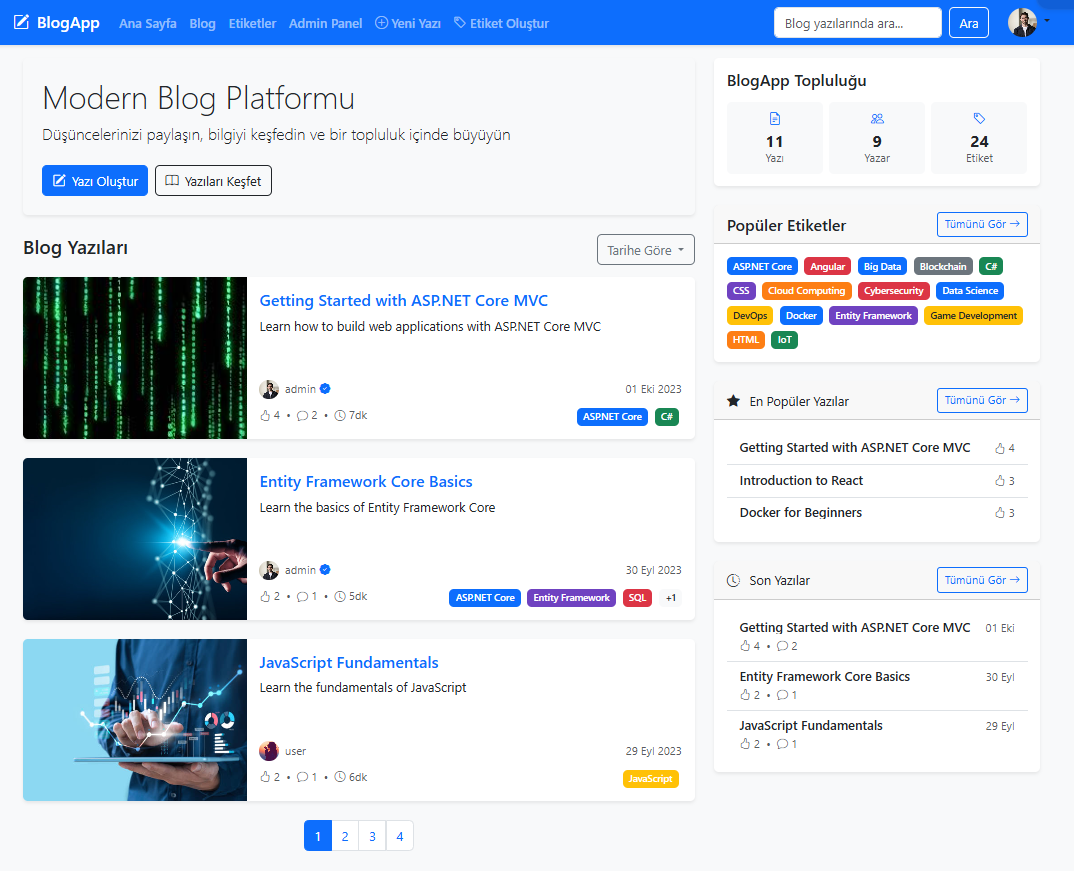 BlogApp Ana Sayfa Blog Etiketler Admin Panel Yeni Yazı Etiket Oluştur Blog yazılarında ara... Ara
Modern Blog Platformu
Düşüncelerinizi paylaşın, bilgiyi keşfedin ve bir topluluk içinde büyüyün
Yazı Oluştur Yazıları Keşfet
Blog Yazıları Tarihe Göre
Getting Started with ASP.NET Core MVC
Learn how to build web applications with ASP.NET Core MVC
admin 01 Eki 2023
4 • 2 • 7dk ASP.NET Core C#
Entity Framework Core Basics
Learn the basics of Entity Framework Core
admin 30 Eyl 2023
2 • 1 • 5dk ASP.NET Core Entity Framework SQL +1
JavaScript Fundamentals
Learn the fundamentals of JavaScript
user 29 Eyl 2023
2 • 1 • 6dk JavaScript
1 2 3 4
BlogApp Topluluğu
11 9 24
Yazı Yazar Etiket
Popüler Etiketler Tümünü Gör →
ASP.NET Core Angular Big Data Blockchain C#
CSS Cloud Computing Cybersecurity Data Science
DevOps Docker Entity Framework Game Development
HTML IoT
En Popüler Yazılar Tümünü Gör →
Getting Started with ASP.NET Core MVC 4
Introduction to React 3
Docker for Beginners 3
Son Yazılar Tümünü Gör →
Getting Started with ASP.NET Core MVC 01 Eki
4 • 2
Entity Framework Core Basics 30 Eyl
2 • 1
JavaScript Fundamentals 29 Eyl
2 • 1